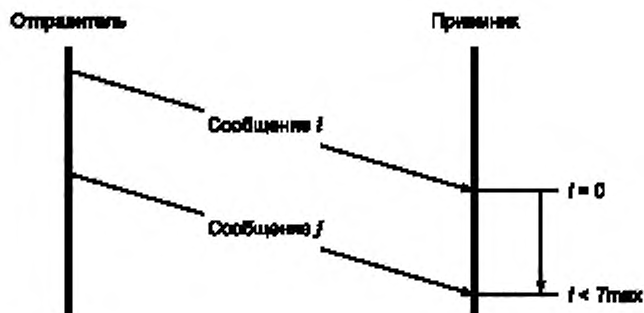 Отправитель
Приемник
Сообщение i
t = 0
Сообщение j
t < Tmax